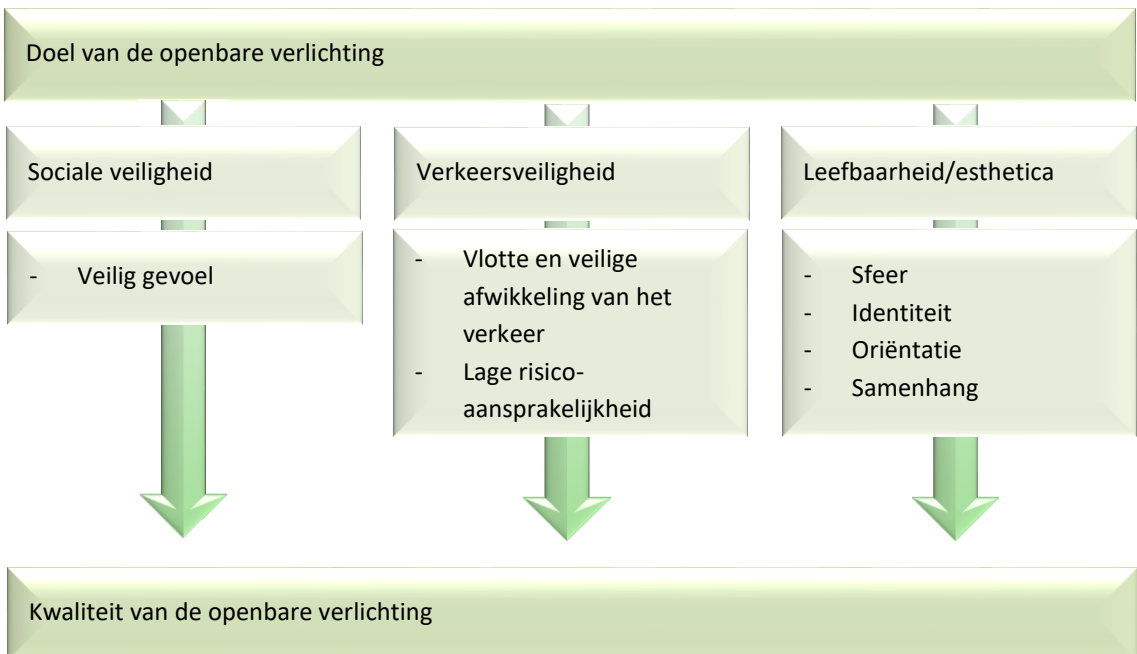 Doel van de openbare verlichting
Sociale veiligheid
- Veilig gevoel
Verkeersveiligheid
- Vlotte en veilige
afwikkeling van het
verkeer
- Lage risico-
aansprakelijkheid
Leefbaarheid/esthetica
- Sfeer
- Identiteit
- Oriëntatie
- Samenhang
Kwaliteit van de openbare verlichting